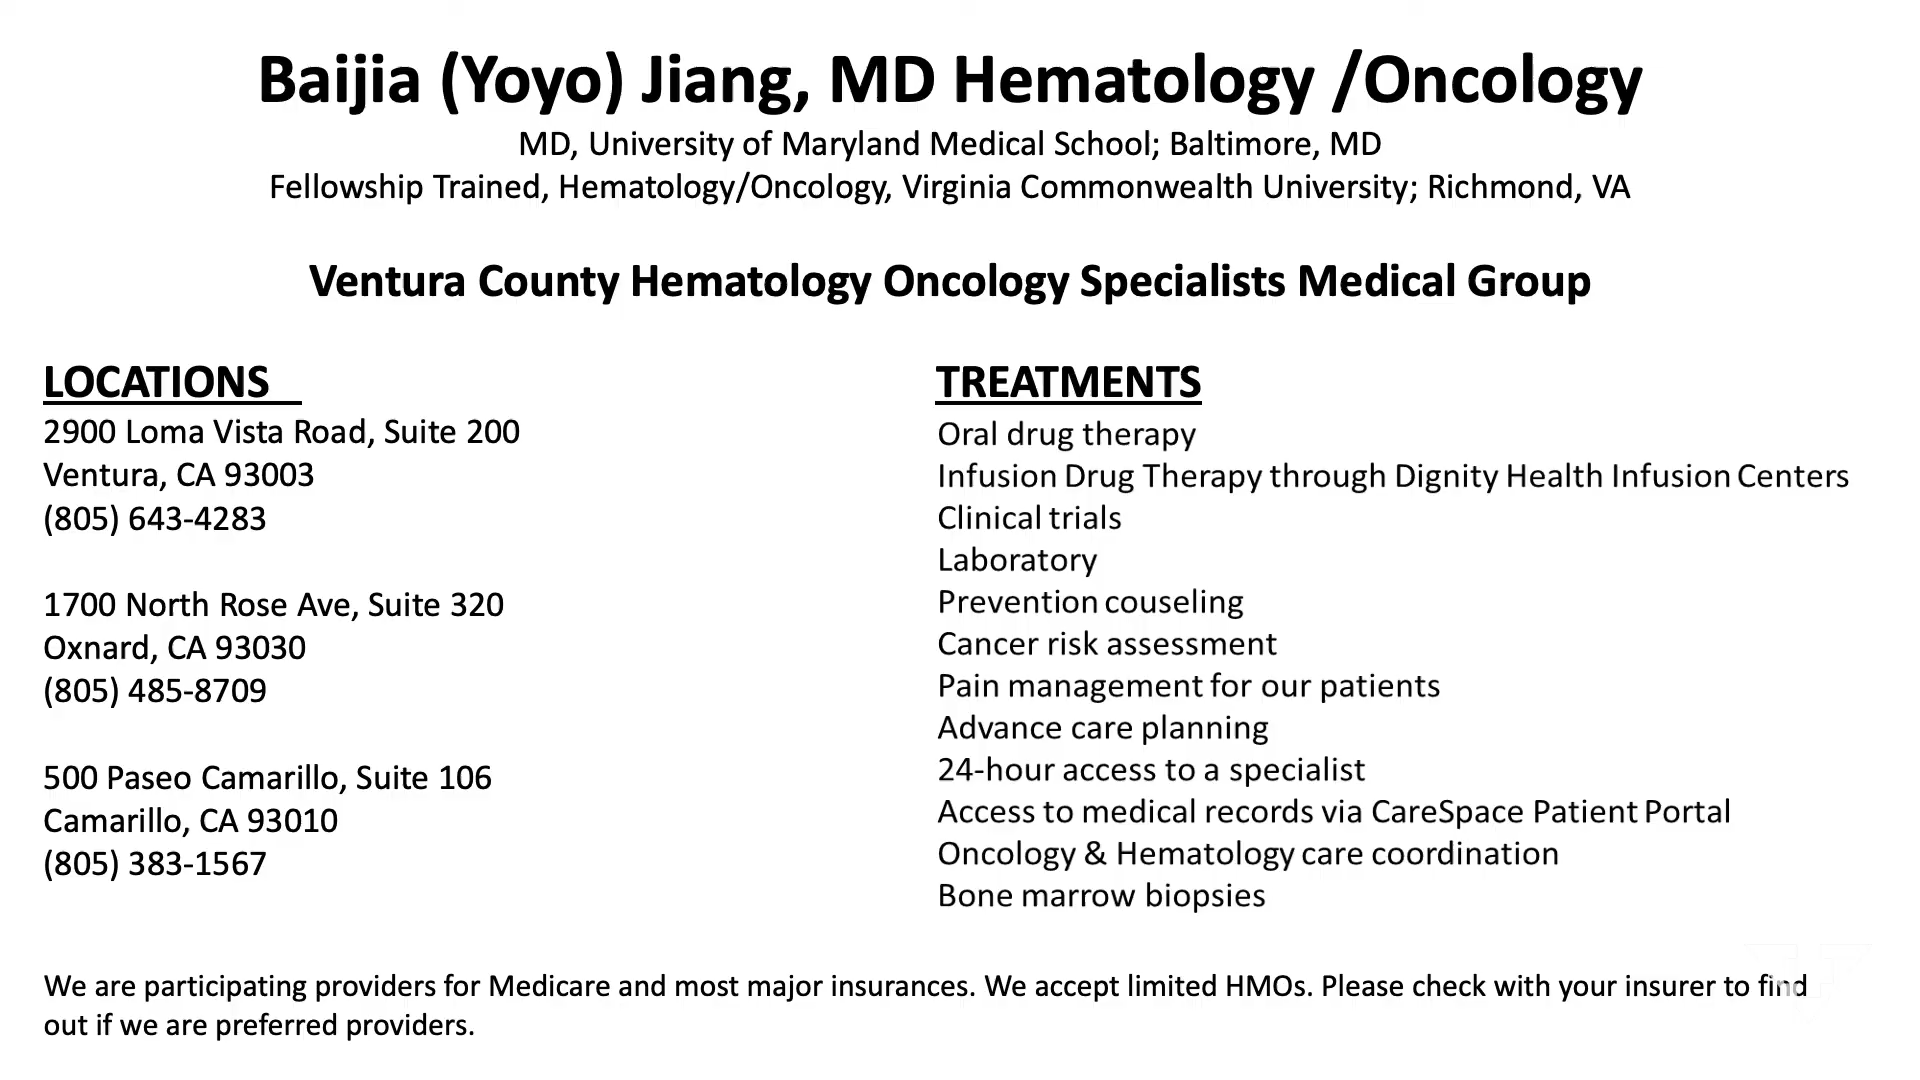 Baijia (Yoyo) Jiang, MD Hematology /Oncology
MD, University of Maryland Medical School; Baltimore, MD
Fellowship Trained, Hematology/Oncology, Virginia Commonwealth University; Richmond, VA
Ventura County Hematology Oncology Specialists Medical Group
LOCATIONS
2900 Loma Vista Road, Suite 200
Ventura, CA 93003
(805) 643-4283
1700 North Rose Ave, Suite 320
Oxnard, CA 93030
(805) 485-8709
500 Paseo Camarillo, Suite 106
Camarillo, CA 93010
(805) 383-1567
TREATMENTS
Oral drug therapy
Infusion Drug Therapy through Dignity Health Infusion Centers
Clinical trials
Laboratory
Prevention couseling
Cancer risk assessment
Pain management for our patients
Advance care planning
24-hour access to a specialist
Access to medical records via CareSpace Patient Portal
Oncology & Hematology care coordination
Bone marrow biopsies
We are participating providers for Medicare and most major insurances. We accept limited HMOs. Please check with your insurer to find
out if we are preferred providers.